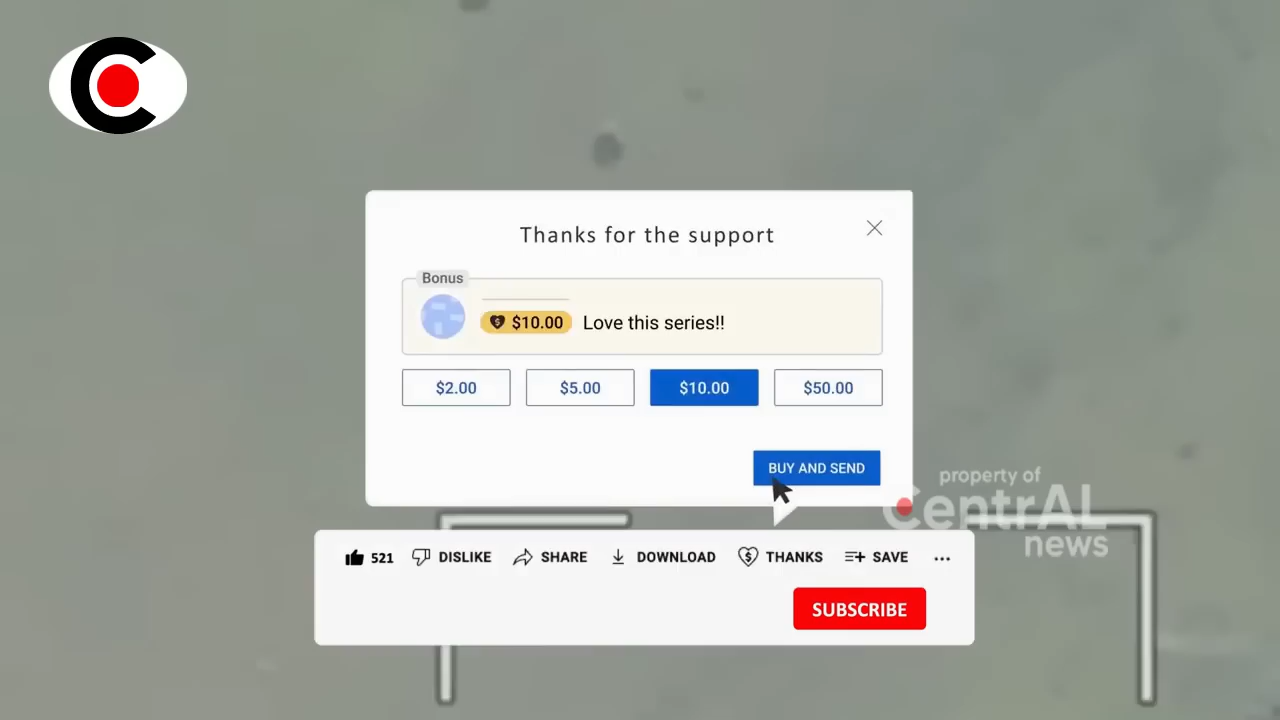 Thanks for the support
Bonus
$10.00 Love this series!!
$2.00 $5.00 $10.00 $50.00
BUY AND SEND
property of
CentrAL
news
521 DISLIKE SHARE DOWNLOAD THANKS SAVE ...
SUBSCRIBE